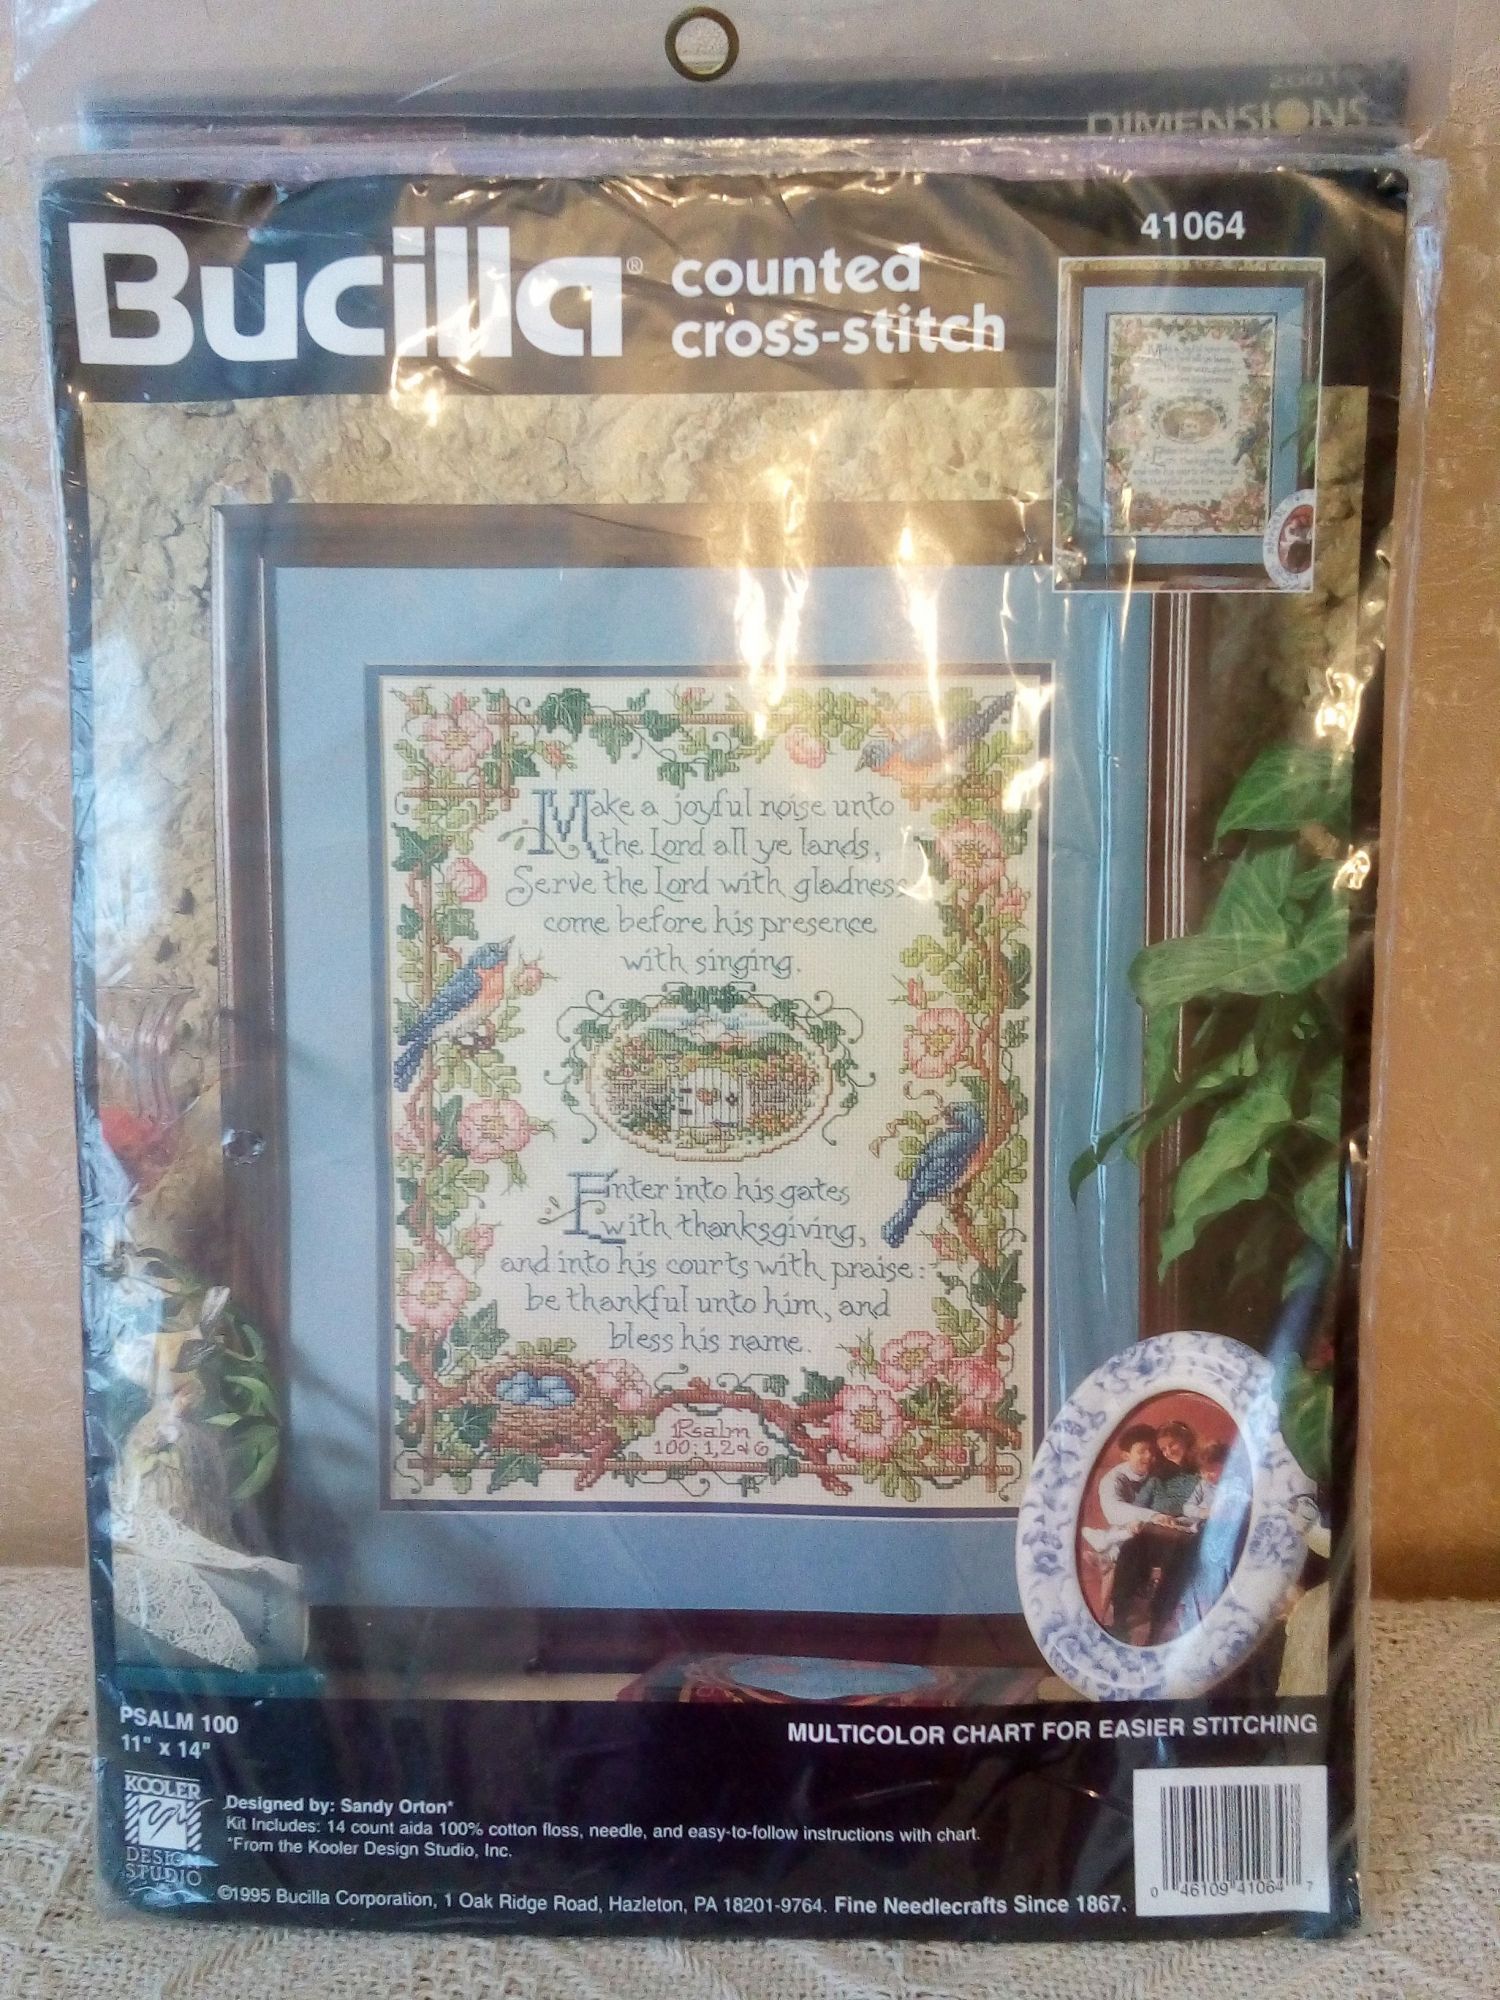 DIMENSIONS
Bucilla® counted
cross-stitch
41064
Make a joyful noise unto
the Lord all ye lands,
Serve the Lord with gladness
come before his presence
with singing.
Enter into his gates
with thanksgiving,
and into his courts with praise:
be thankful unto him, and
bless his name.
Psalm
100:1,2&6
PSALM 100
11" x 14"
MULTICOLOR CHART FOR EASIER STITCHING
KOOLER
DESIGN
STUDIO
Designed by: Sandy Orton*
Kit Includes: 14 count aida 100% cotton floss, needle, and easy-to-follow instructions with chart.
*From the Kooler Design Studio, Inc.
©1995 Bucilla Corporation, 1 Oak Ridge Road, Hazleton, PA 18201-9764. Fine Needlecrafts Since 1867.
0 46109 41064 7